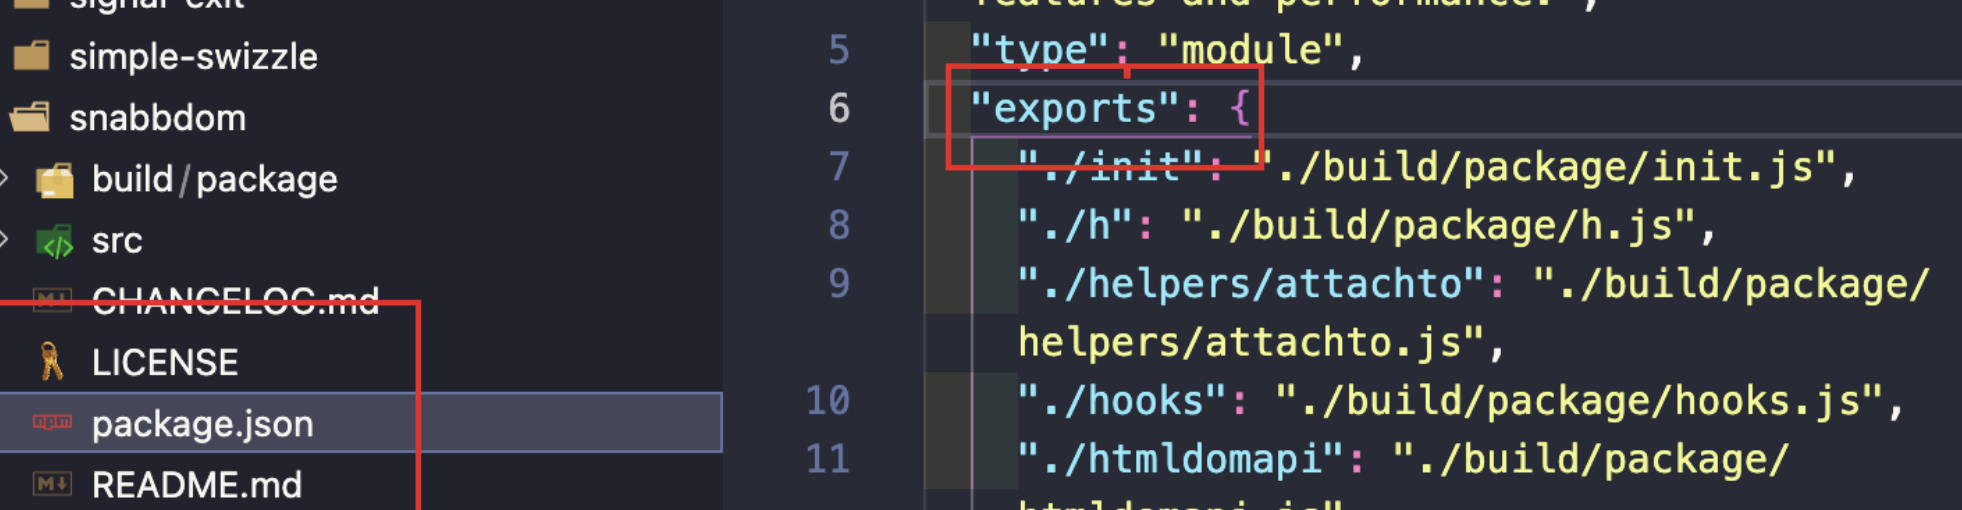 signal-exit
simple-swizzle
snabbdom
build/package
src
CHANGELOG.md
LICENSE
package.json
README.md
features and performance.",
5 "type": "module",
6 "exports": {
7 "./init": "./build/package/init.js",
8 "./h": "./build/package/h.js",
9 "./helpers/attachto": "./build/package/
helpers/attachto.js",
10 "./hooks": "./build/package/hooks.js",
11 "./htmldomapi": "./build/package/
htmldomapi.js"